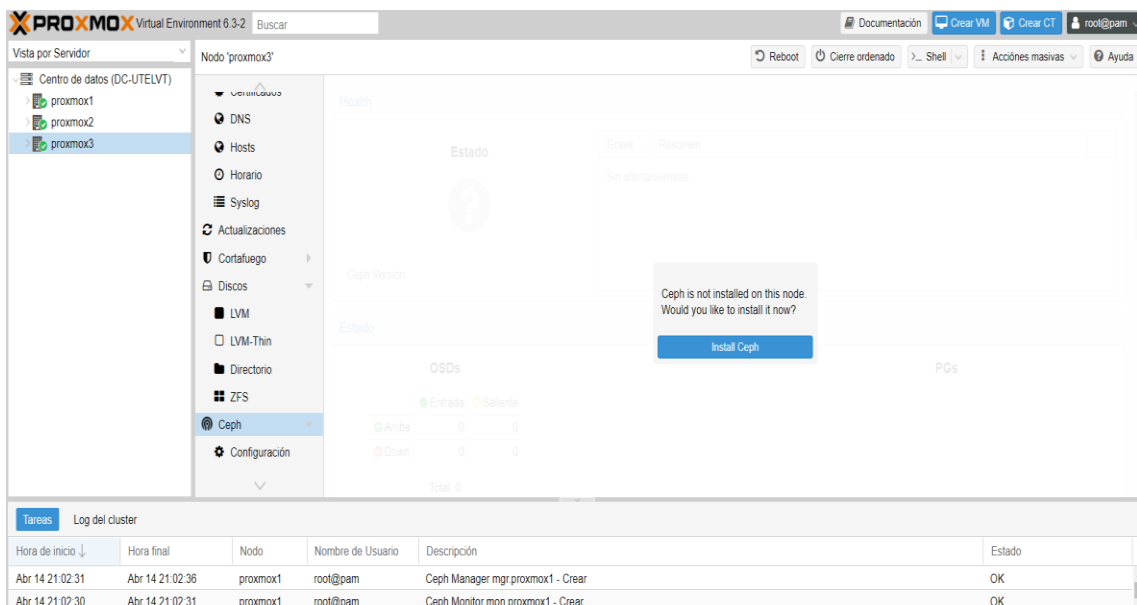 PROXMOX Virtual Environment 6.3-2 Buscar Documentación Crear VM Crear CT root@pam
Vista por Servidor
Centro de datos (DC-UTELVT)
proxmox1
proxmox2
proxmox3
Nodo 'proxmox3' Reboot Cierre ordenado >_ Shell Acciónes masivas Ayuda
Certificados
DNS
Hosts
Horario
Syslog
Actualizaciones
Cortafuego
Discos
LVM
LVM-Thin
Directorio
ZFS
Ceph
Configuración
Health
Estado
Grave Resumen
Sin
Ceph Version
Ceph is not installed on this node.
Would you like to install it now?
Install Ceph
Estado
OSDs PGs
Entrada Saliente
Arriba 0 0
Down 0 0
Total: 0
Tareas Log del cluster
Hora de inicio Hora final Nodo Nombre de Usuario Descripción Estado
Abr 14 21:02:31 Abr 14 21:02:36 proxmox1 root@pam Ceph Manager mgr.proxmox1 - Crear OK
Abr 14 21:02:30 Abr 14 21:02:31 proxmox1 root@pam Ceph Monitor mon.proxmox1 - Crear OK